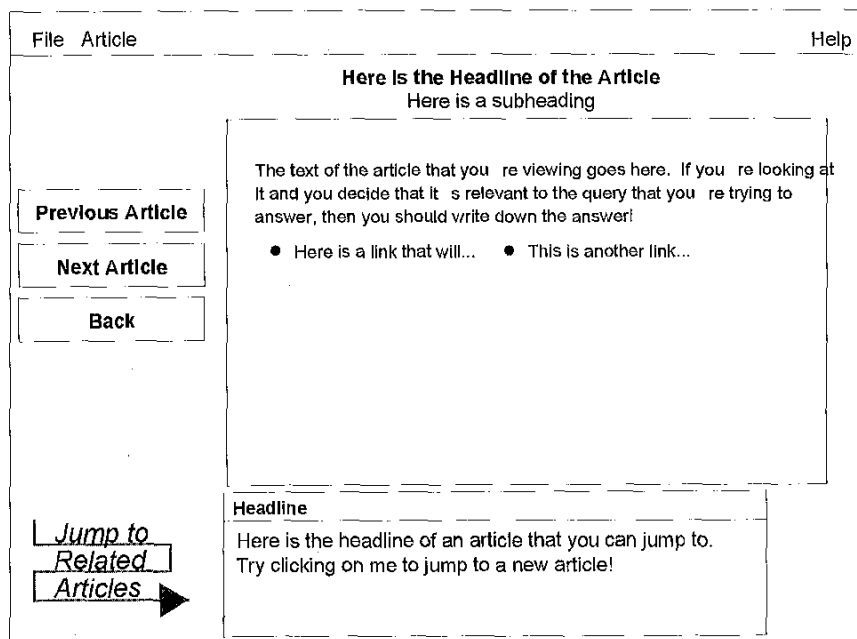 File Article Help
Here is the Headline of the Article
Here is a subheading
The text of the article that you re viewing goes here. If you re looking at
it and you decide that it s relevant to the query that you re trying to
answer, then you should write down the answer!
• Here is a link that will... • This is another link...
Previous Article
Next Article
Back
Jump to
Related
Articles
Headline
Here is the headline of an article that you can jump to.
Try clicking on me to jump to a new article!